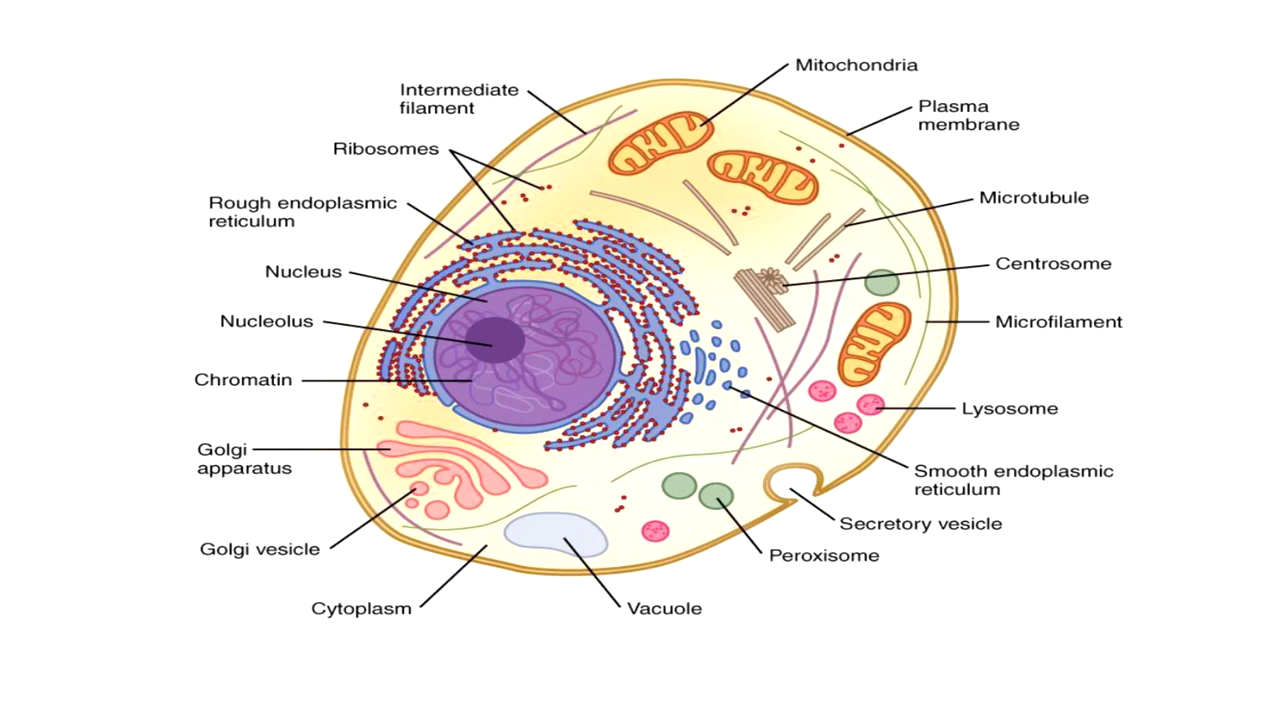 Mitochondria
Intermediate
filament
Plasma
membrane
Ribosomes
Microtubule
Rough endoplasmic
reticulum
Centrosome
Nucleus
Nucleolus
Microfilament
Chromatin
Lysosome
Golgi
apparatus
Smooth endoplasmic
reticulum
Secretory vesicle
Golgi vesicle
Peroxisome
Cytoplasm
Vacuole